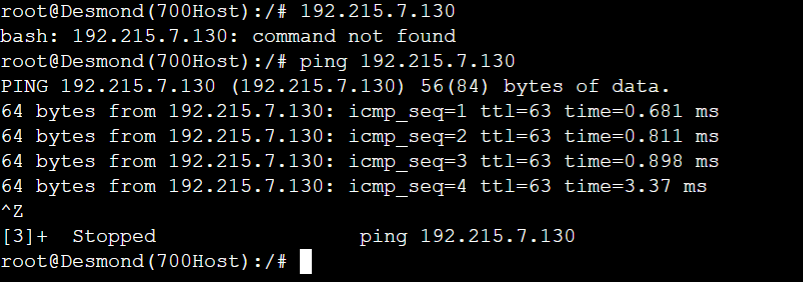 root@Desmond(700Host):/# 192.215.7.130
bash: 192.215.7.130: command not found
root@Desmond(700Host):/# ping 192.215.7.130
PING 192.215.7.130 (192.215.7.130) 56(84) bytes of data.
64 bytes from 192.215.7.130: icmp_seq=1 ttl=63 time=0.681 ms
64 bytes from 192.215.7.130: icmp_seq=2 ttl=63 time=0.811 ms
64 bytes from 192.215.7.130: icmp_seq=3 ttl=63 time=0.898 ms
64 bytes from 192.215.7.130: icmp_seq=4 ttl=63 time=3.37 ms
^Z
[3]+  Stopped                 ping 192.215.7.130
root@Desmond(700Host):/#